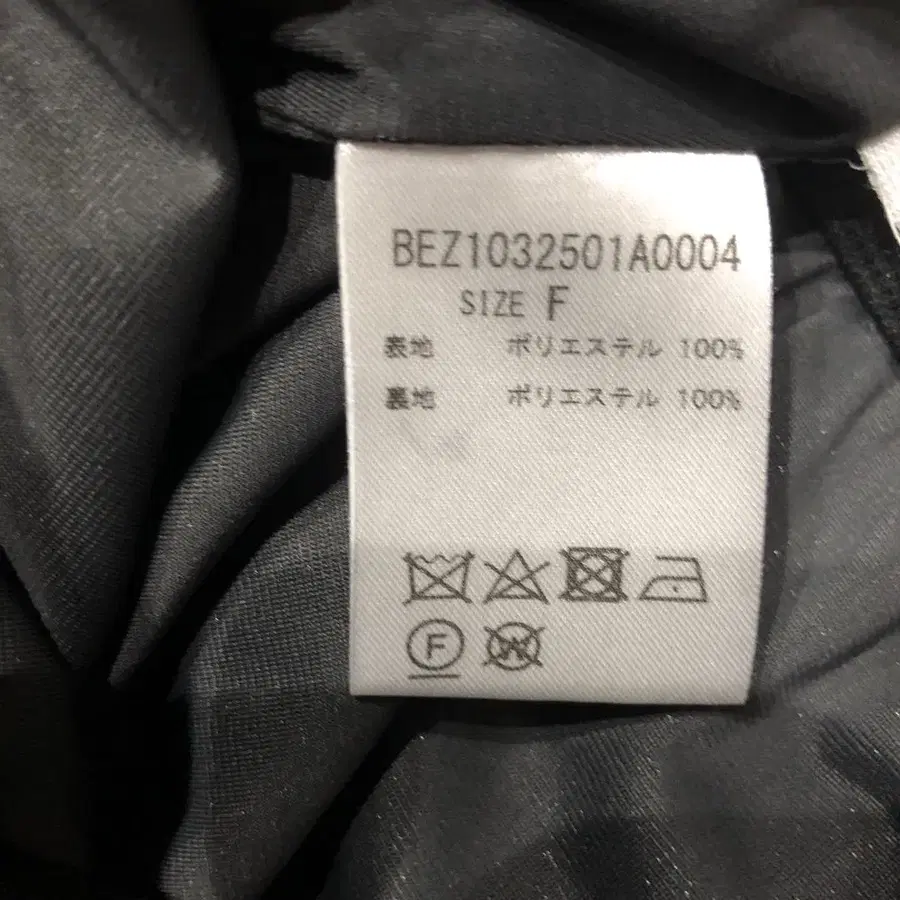 BEZ1032501A0004
SIZE F
表地 ポリエステル 100%
裏地 ポリエステル 100%
F
W